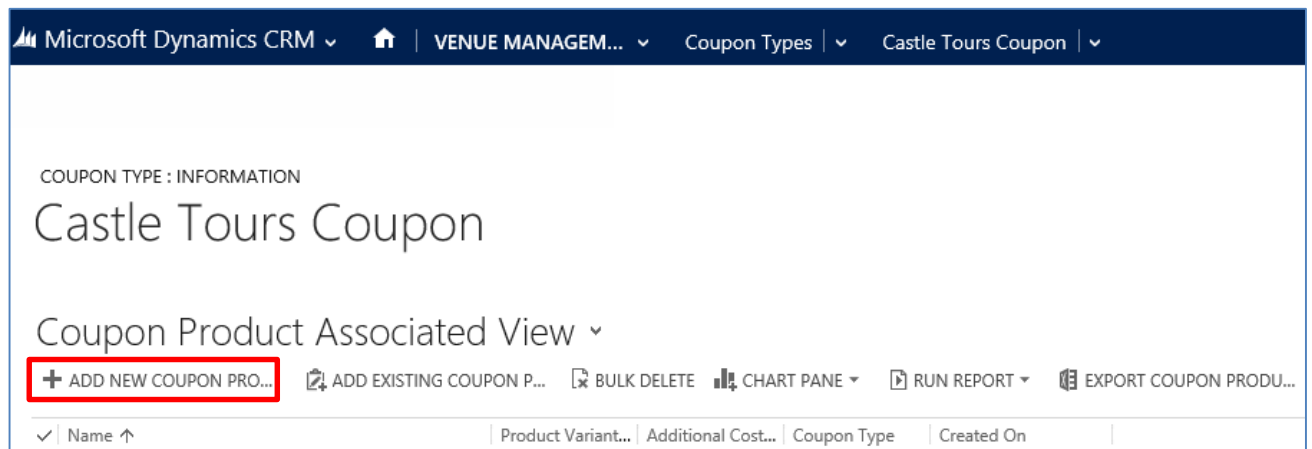 Microsoft Dynamics CRM VENUE MANAGEM... Coupon Types Castle Tours Coupon
COUPON TYPE : INFORMATION
Castle Tours Coupon
Coupon Product Associated View
ADD NEW COUPON PRO... ADD EXISTING COUPON P... BULK DELETE CHART PANE RUN REPORT EXPORT COUPON PRODU...
Name ↑ Product Variant... Additional Cost... Coupon Type Created On